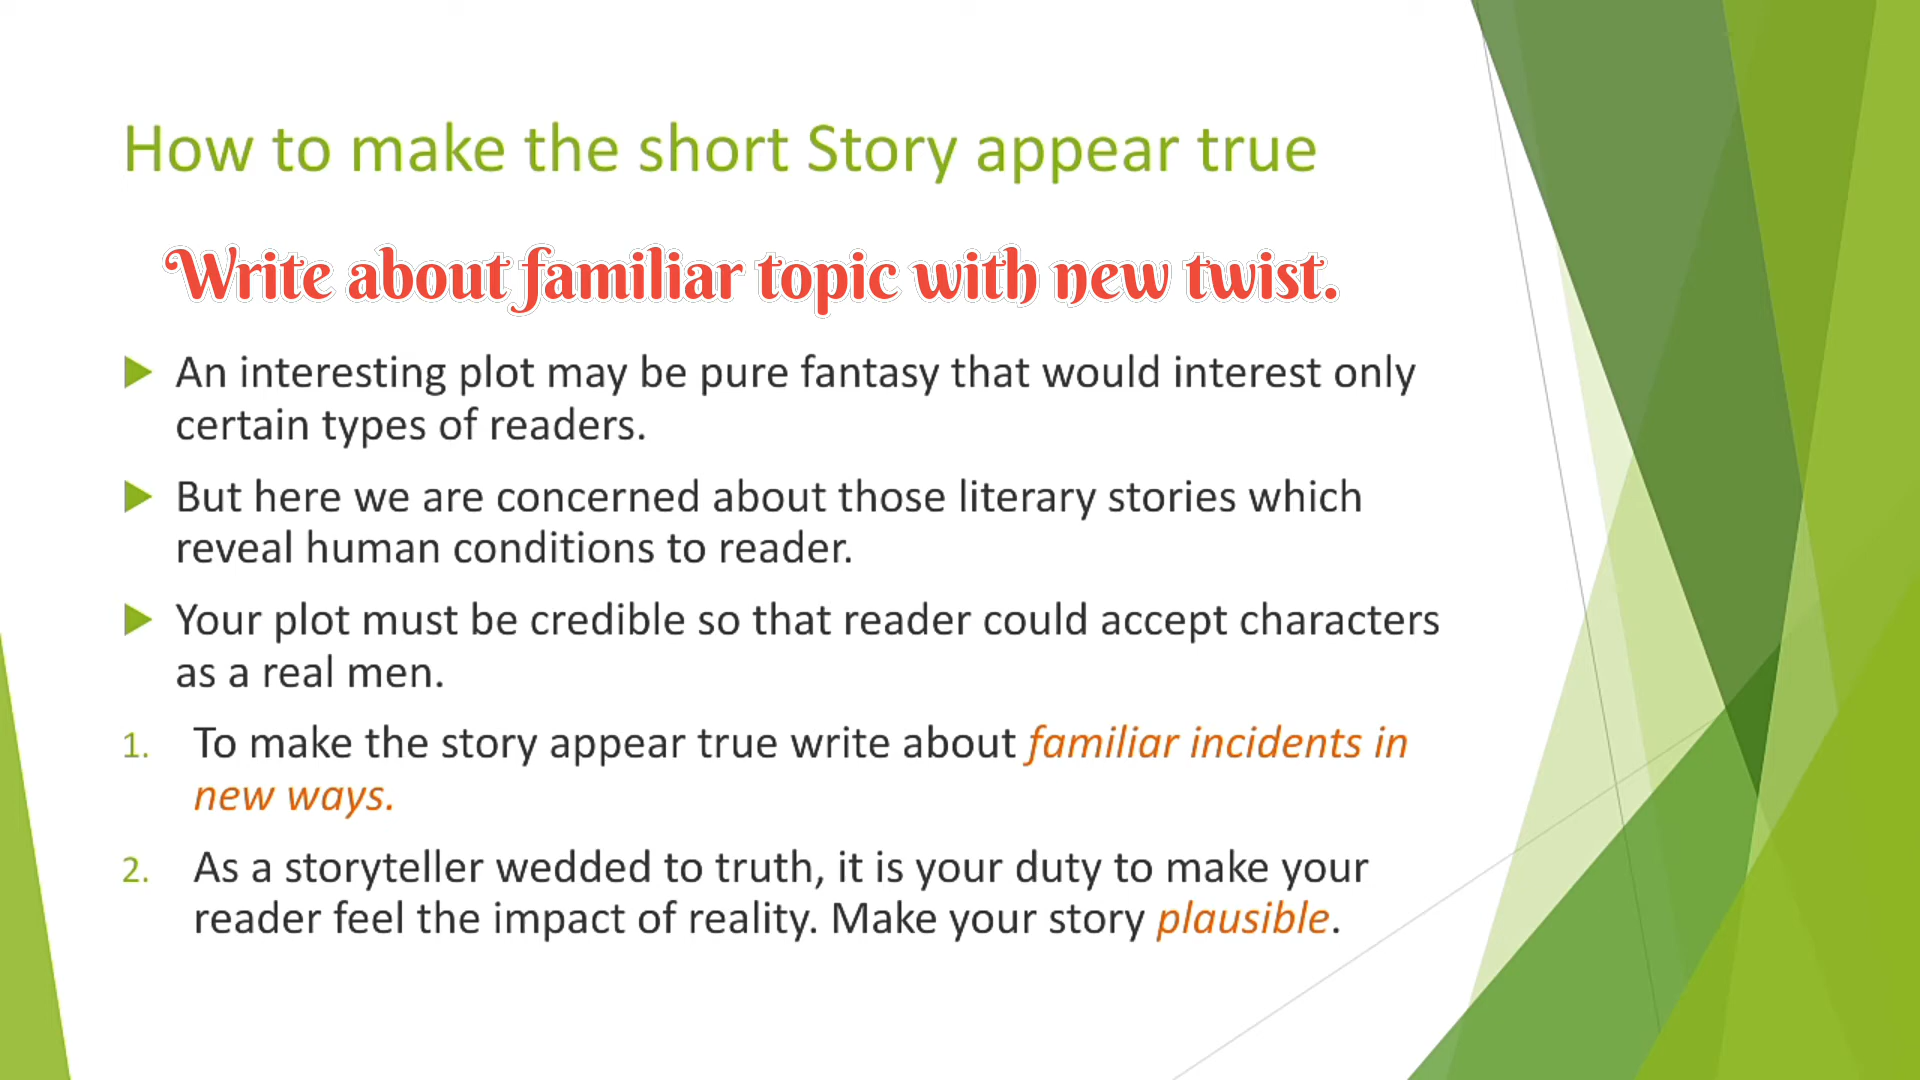 How to make the short Story appear true
Write about familiar topic with new twist.
An interesting plot may be pure fantasy that would interest only
certain types of readers.
But here we are concerned about those literary stories which
reveal human conditions to reader.
Your plot must be credible so that reader could accept characters
as a real men.
1. To make the story appear true write about familiar incidents in
new ways.
2. As a storyteller wedded to truth, it is your duty to make your
reader feel the impact of reality. Make your story plausible.